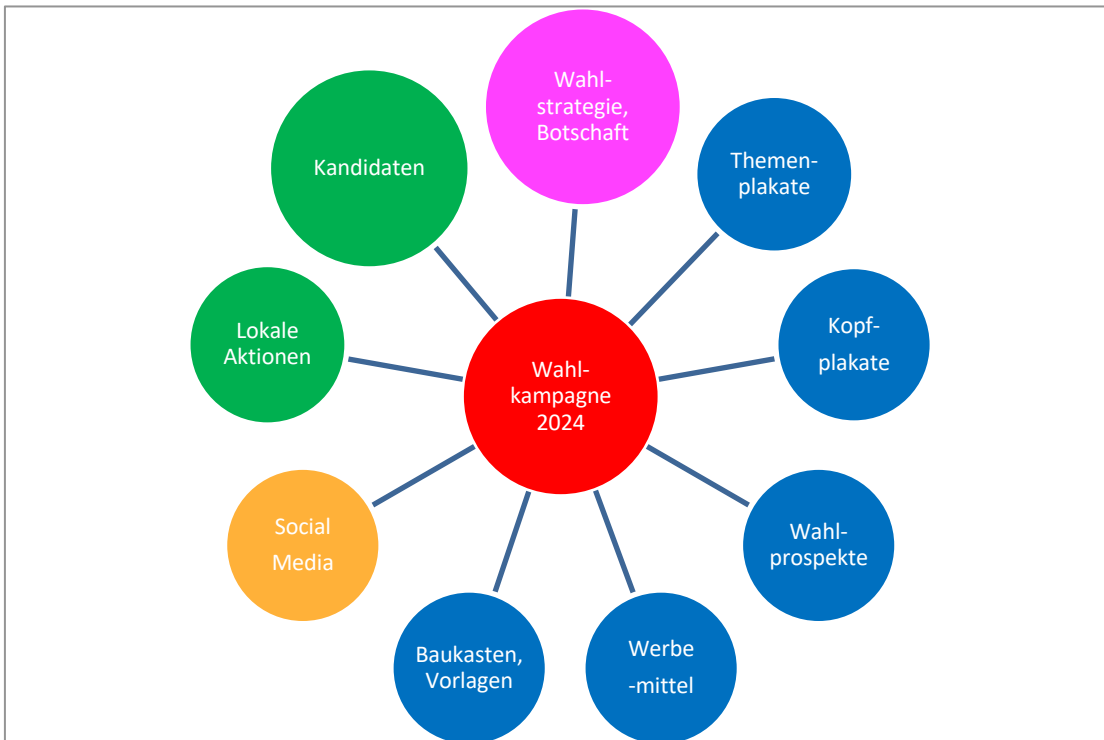 Wahl-
strategie,
Botschaft
Themen-
plakate
Kopf-
plakate
Wahl-
prospekte
Werbe
-mittel
Baukasten,
Vorlagen
Social
Media
Lokale
Aktionen
Kandidaten
Wahl-
kampagne
2024